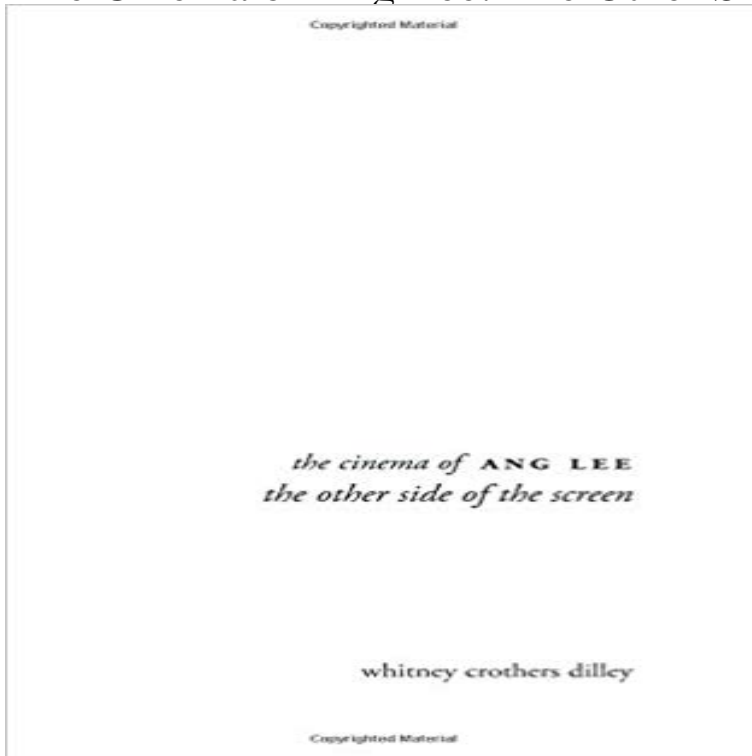 Copyrighted Material
the cinema of ANG LEE
the other side of the screen
whitney crothers dilley
Copyrighted Material